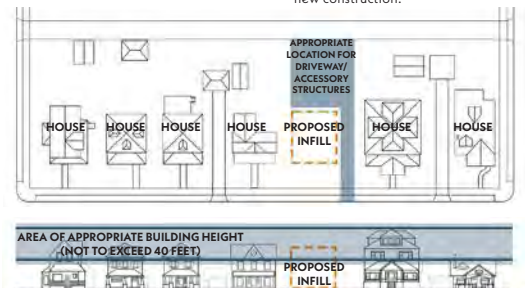 new construction.
APPROPRIATE
LOCATION FOR
DRIVEWAY/
ACCESSORY
STRUCTURES
HOUSE HOUSE HOUSE HOUSE PROPOSED HOUSE HOUSE
INFILL
AREA OF APPROPRIATE BUILDING HEIGHT
(NOT TO EXCEED 40 FEET)
PROPOSED
INFILL